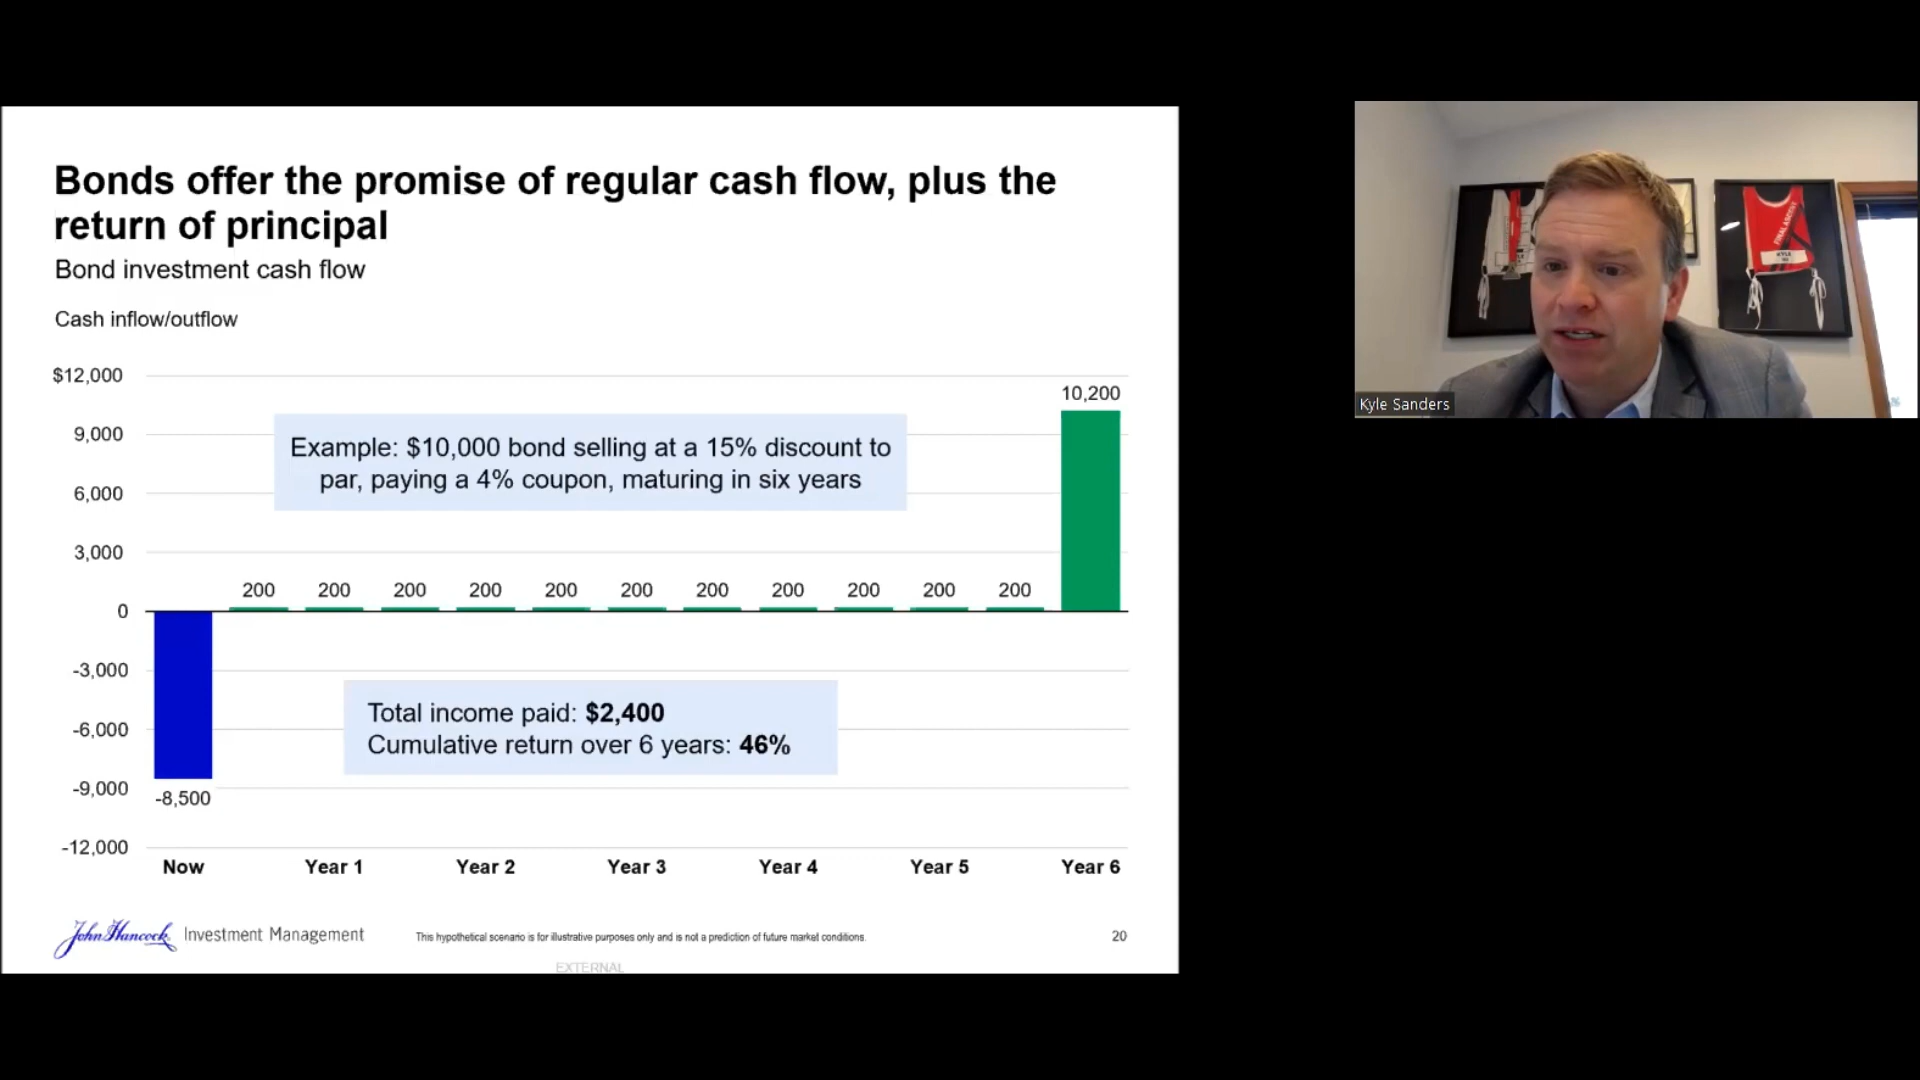 Bonds offer the promise of regular cash flow, plus the
return of principal
Bond investment cash flow
Cash inflow/outflow
$12,000
9,000
6,000
3,000
0
-3,000
-6,000
-9,000
-12,000
Example: $10,000 bond selling at a 15% discount to
par, paying a 4% coupon, maturing in six years
10,200
200 200 200 200 200 200 200 200 200 200 200
-8,500
Total income paid: $2,400
Cumulative return over 6 years: 46%
Now Year 1 Year 2 Year 3 Year 4 Year 5 Year 6
John Hancock Investment Management
This hypothetical scenario is for illustrative purposes only and is not a prediction of future market conditions.
20
EXTERNAL
KYLE
Kyle Sanders